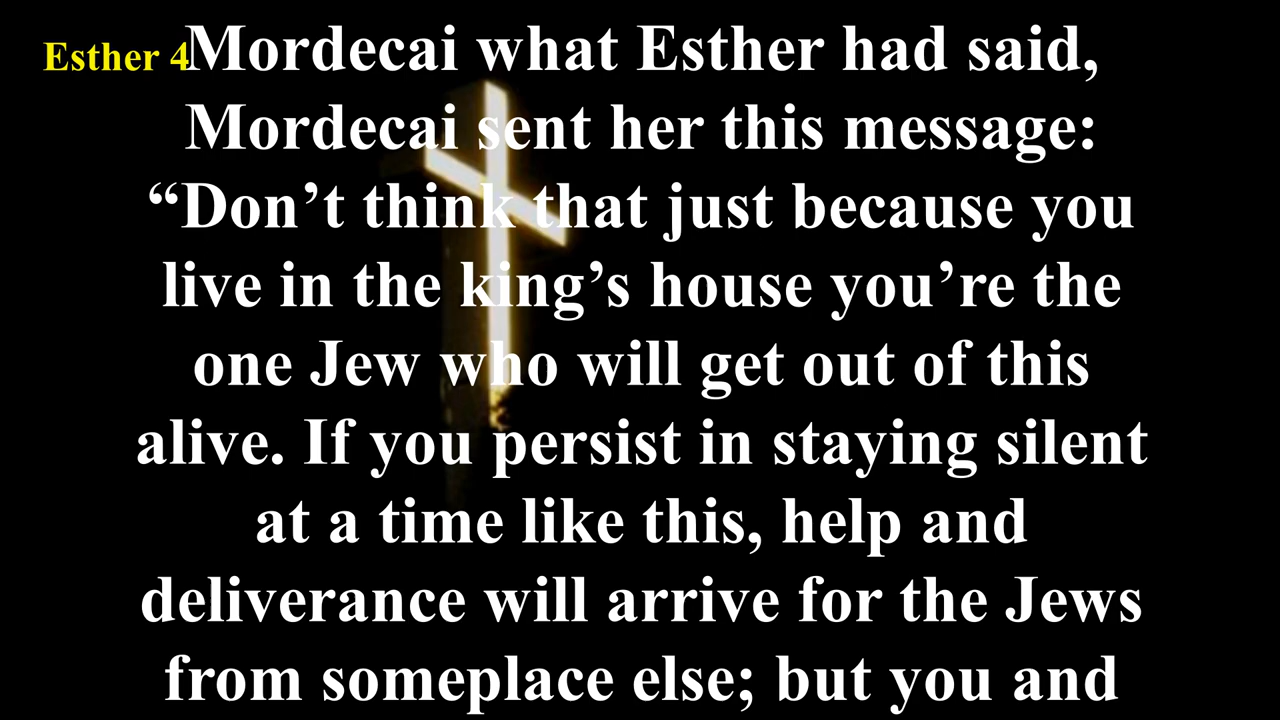 Esther 4
Mordecai what Esther had said,
Mordecai sent her this message:
“Don’t think that just because you
live in the king’s house you’re the
one Jew who will get out of this
alive. If you persist in staying silent
at a time like this, help and
deliverance will arrive for the Jews
from someplace else; but you and